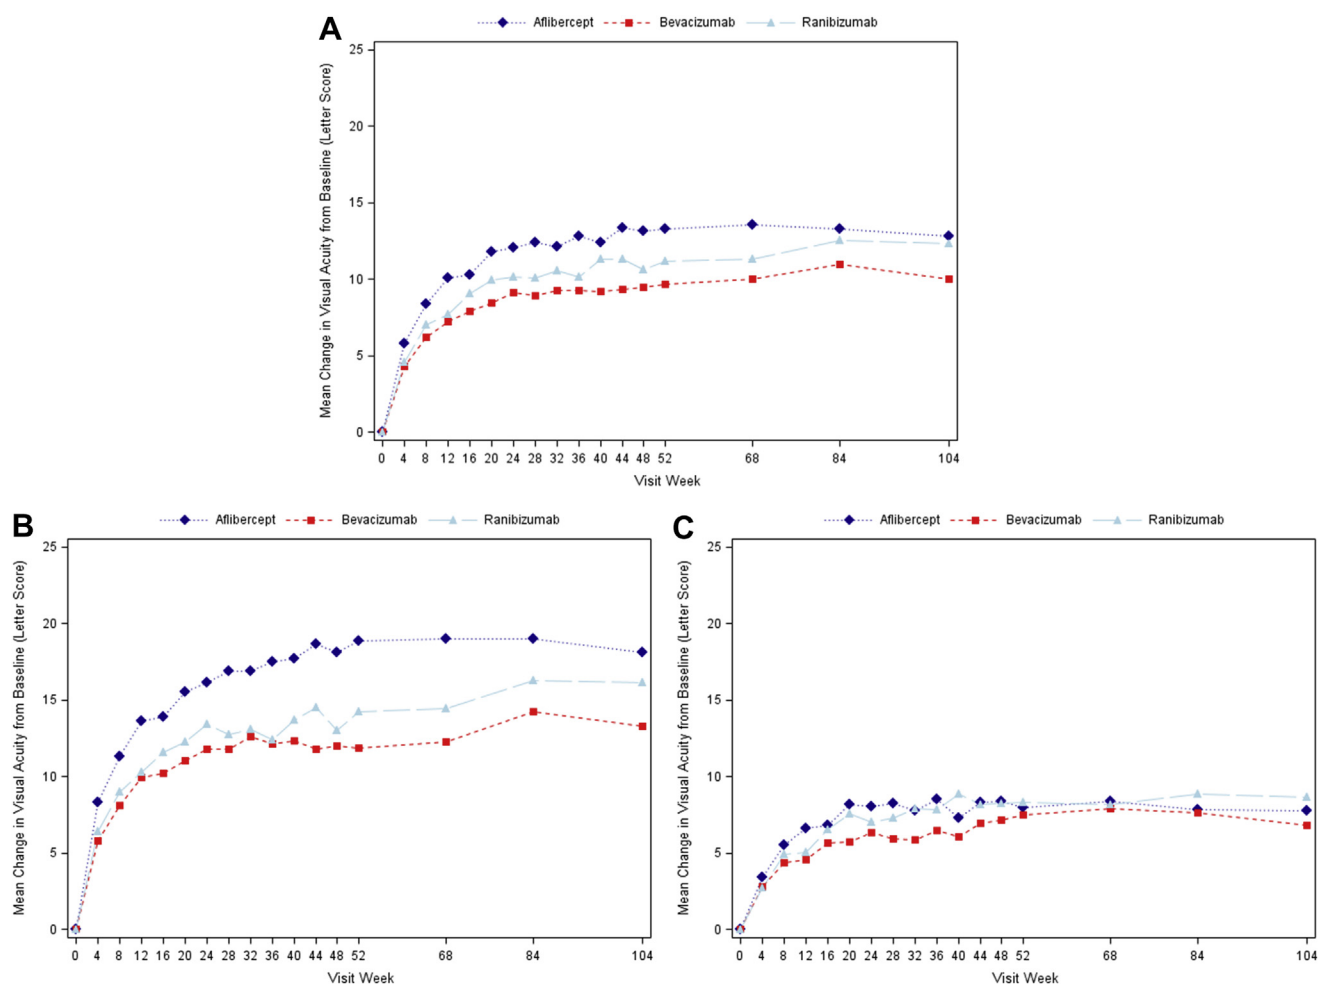 A
Aflibercept Bevacizumab Ranibizumab
Mean Change in Visual Acuity from Baseline (Letter Score)
25
20
15
10
5
0
0 4 8 12 16 20 24 28 32 36 40 44 48 52 68 84 104
Visit Week
B
Aflibercept Bevacizumab Ranibizumab
Mean Change in Visual Acuity from Baseline (Letter Score)
25
20
15
10
5
0
0 4 8 12 16 20 24 28 32 36 40 44 48 52 68 84 104
Visit Week
C
Aflibercept Bevacizumab Ranibizumab
Mean Change in Visual Acuity from Baseline (Letter Score)
25
20
15
10
5
0
0 4 8 12 16 20 24 28 32 36 40 44 48 52 68 84 104
Visit Week